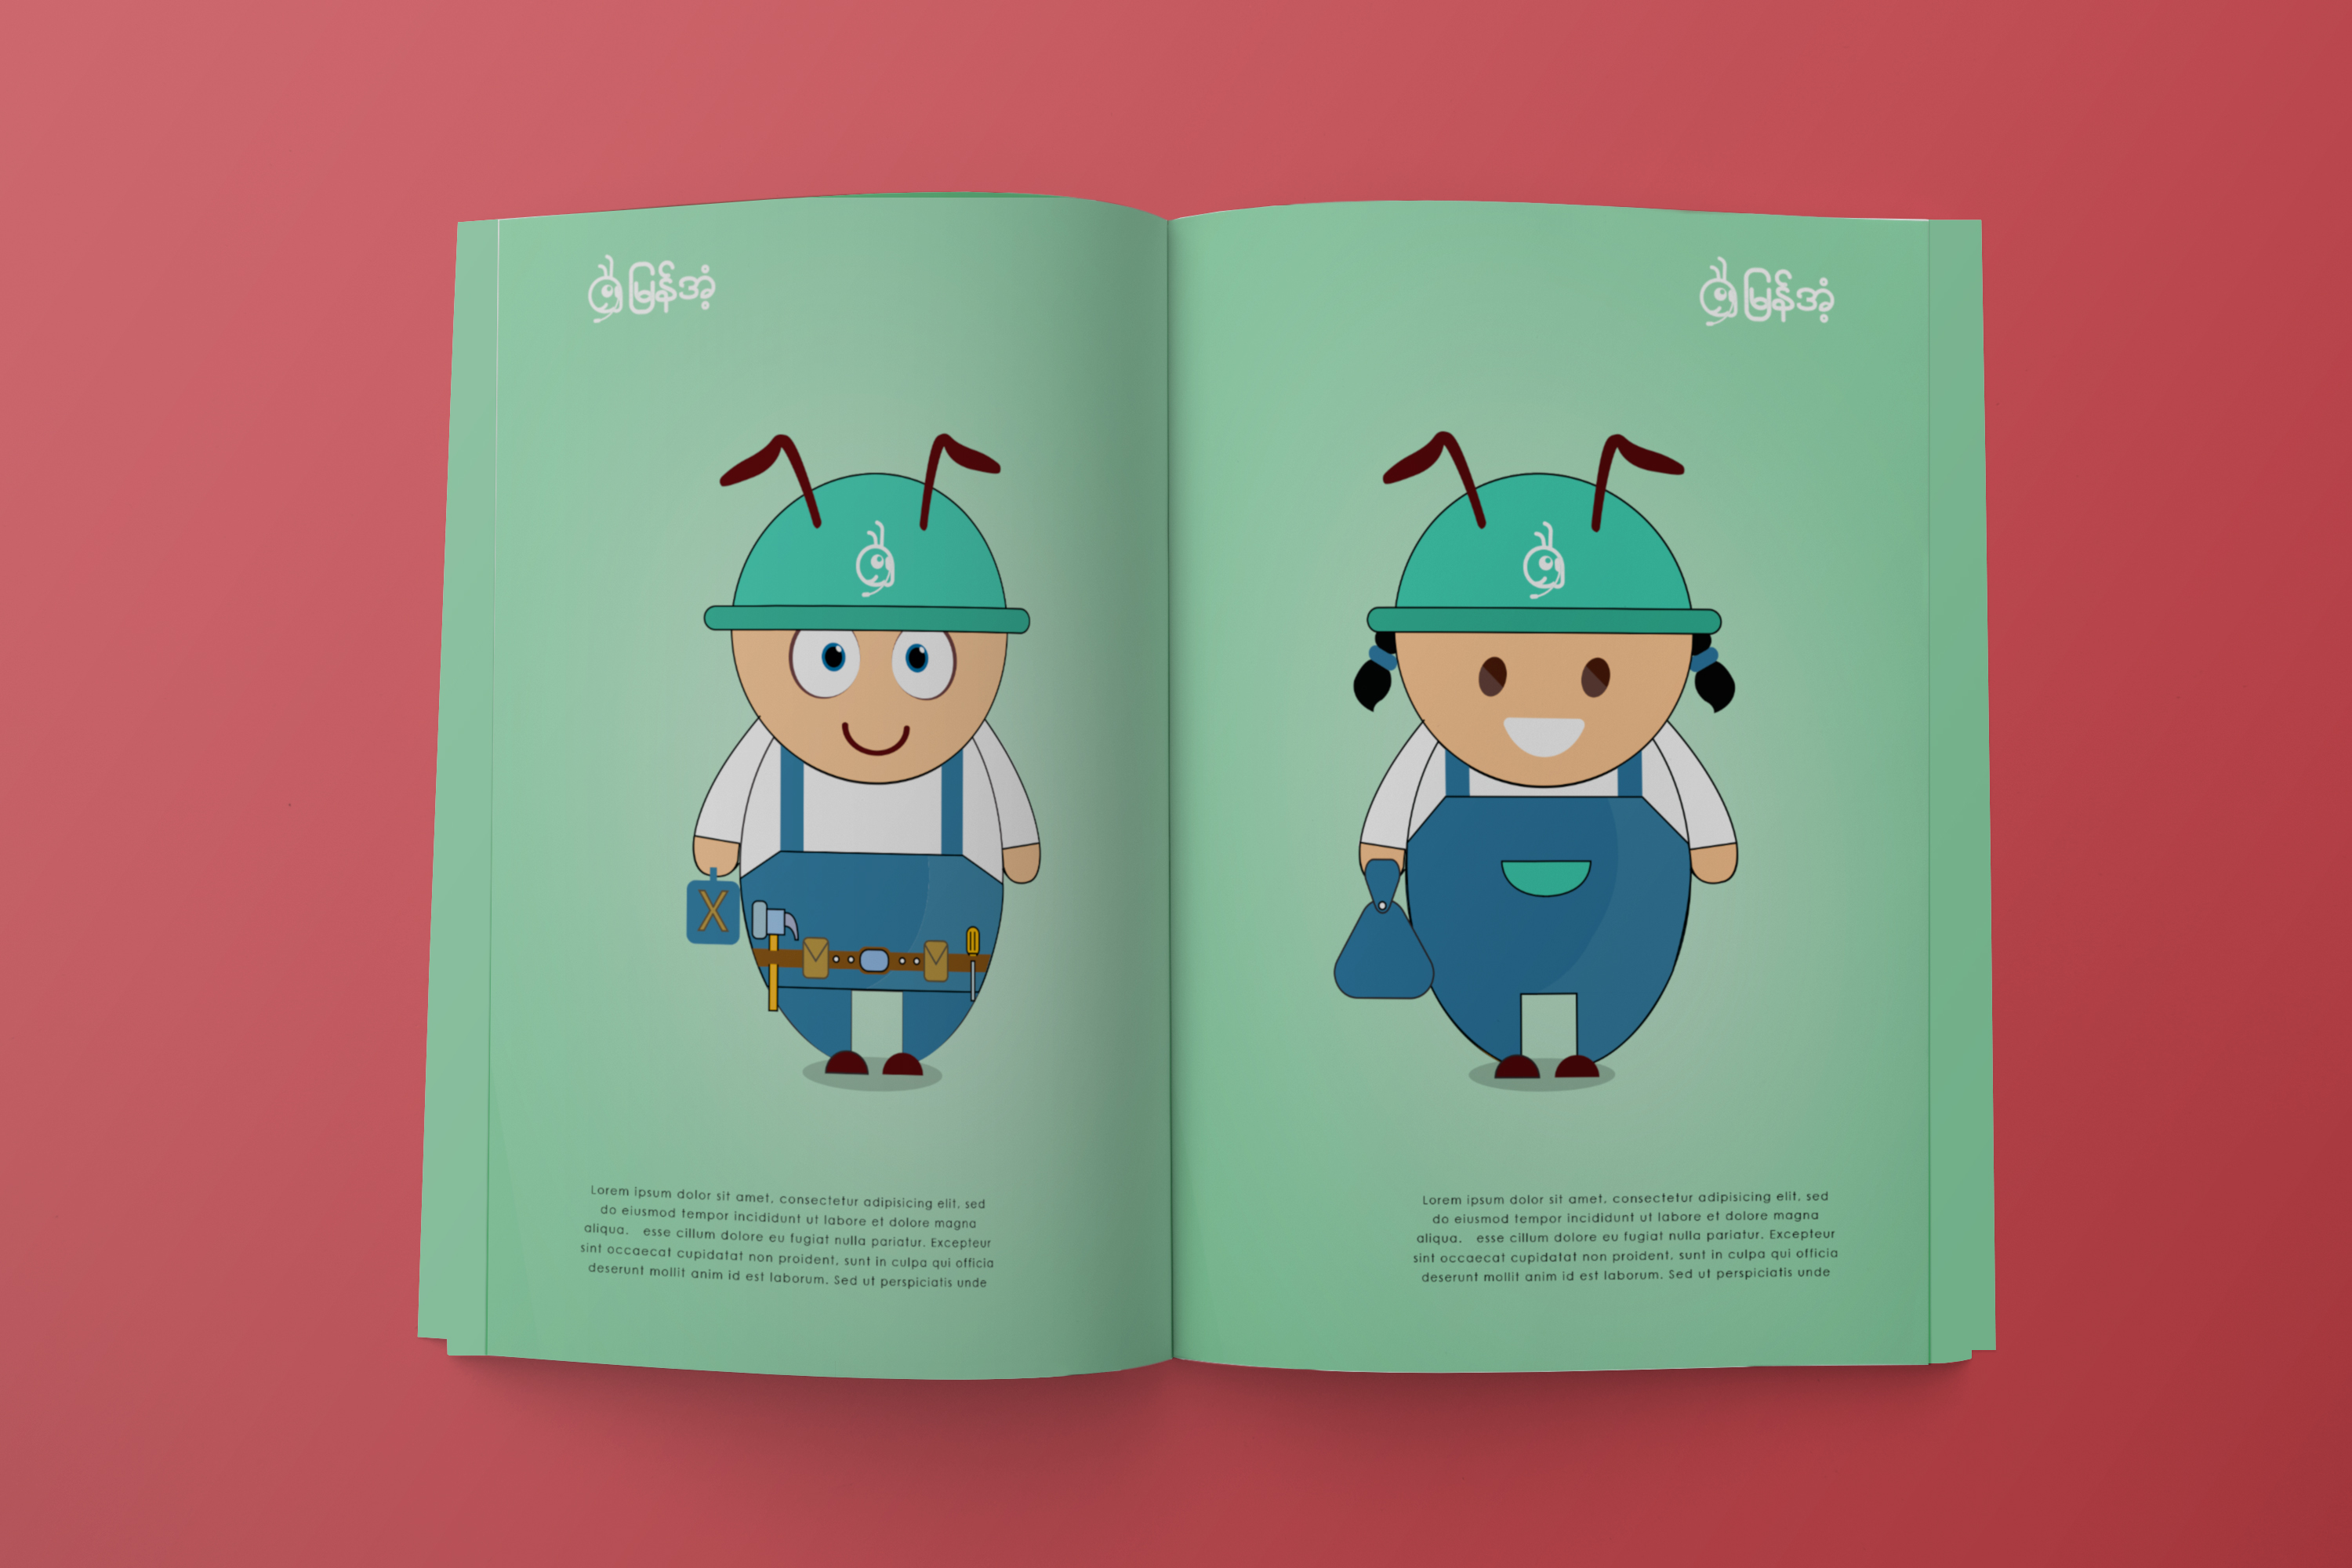 မြန်အံ့
Lorem ipsum dolor sit amet, consectetur adipisicing elit, sed
do eiusmod tempor incididunt ut labore et dolore magna
aliqua. esse cillum dolore eu fugiat nulla pariatur. Excepteur
sint occaecat cupidatat non proident, sunt in culpa qui officia
deserunt mollit anim id est laborum. Sed ut perspiciatis unde
မြန်အံ့
Lorem ipsum dolor sit amet, consectetur adipisicing elit, sed
do eiusmod tempor incididunt ut labore et dolore magna
aliqua. esse cillum dolore eu fugiat nulla pariatur. Excepteur
sint occaecat cupidatat non proident, sunt in culpa qui officia
deserunt mollit anim id est laborum. Sed ut perspiciatis unde